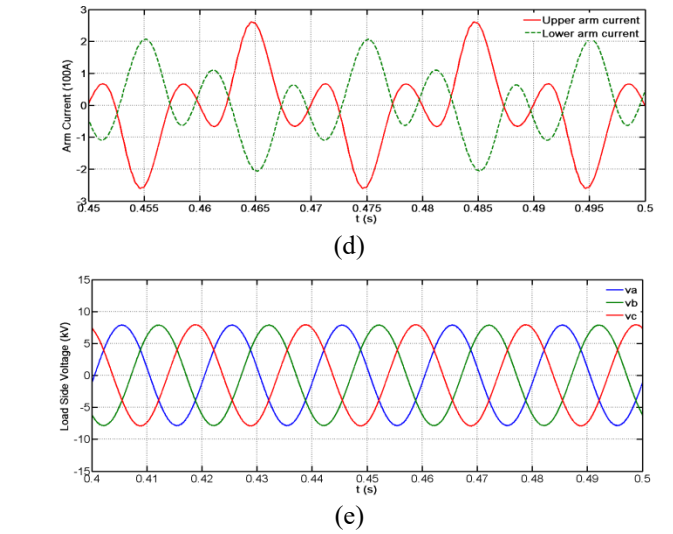 3
2
1
0
-1
-2
-3
Arm Current (100A)
Upper arm current
Lower arm current
0.45 0.455 0.46 0.465 0.47 0.475 0.48 0.485 0.49 0.495 0.5
t (s)
(d)
15
10
5
0
-5
-10
-15
Load Side Voltage (kV)
va
vb
vc
0.4 0.41 0.42 0.43 0.44 0.45 0.46 0.47 0.48 0.49 0.5
t (s)
(e)